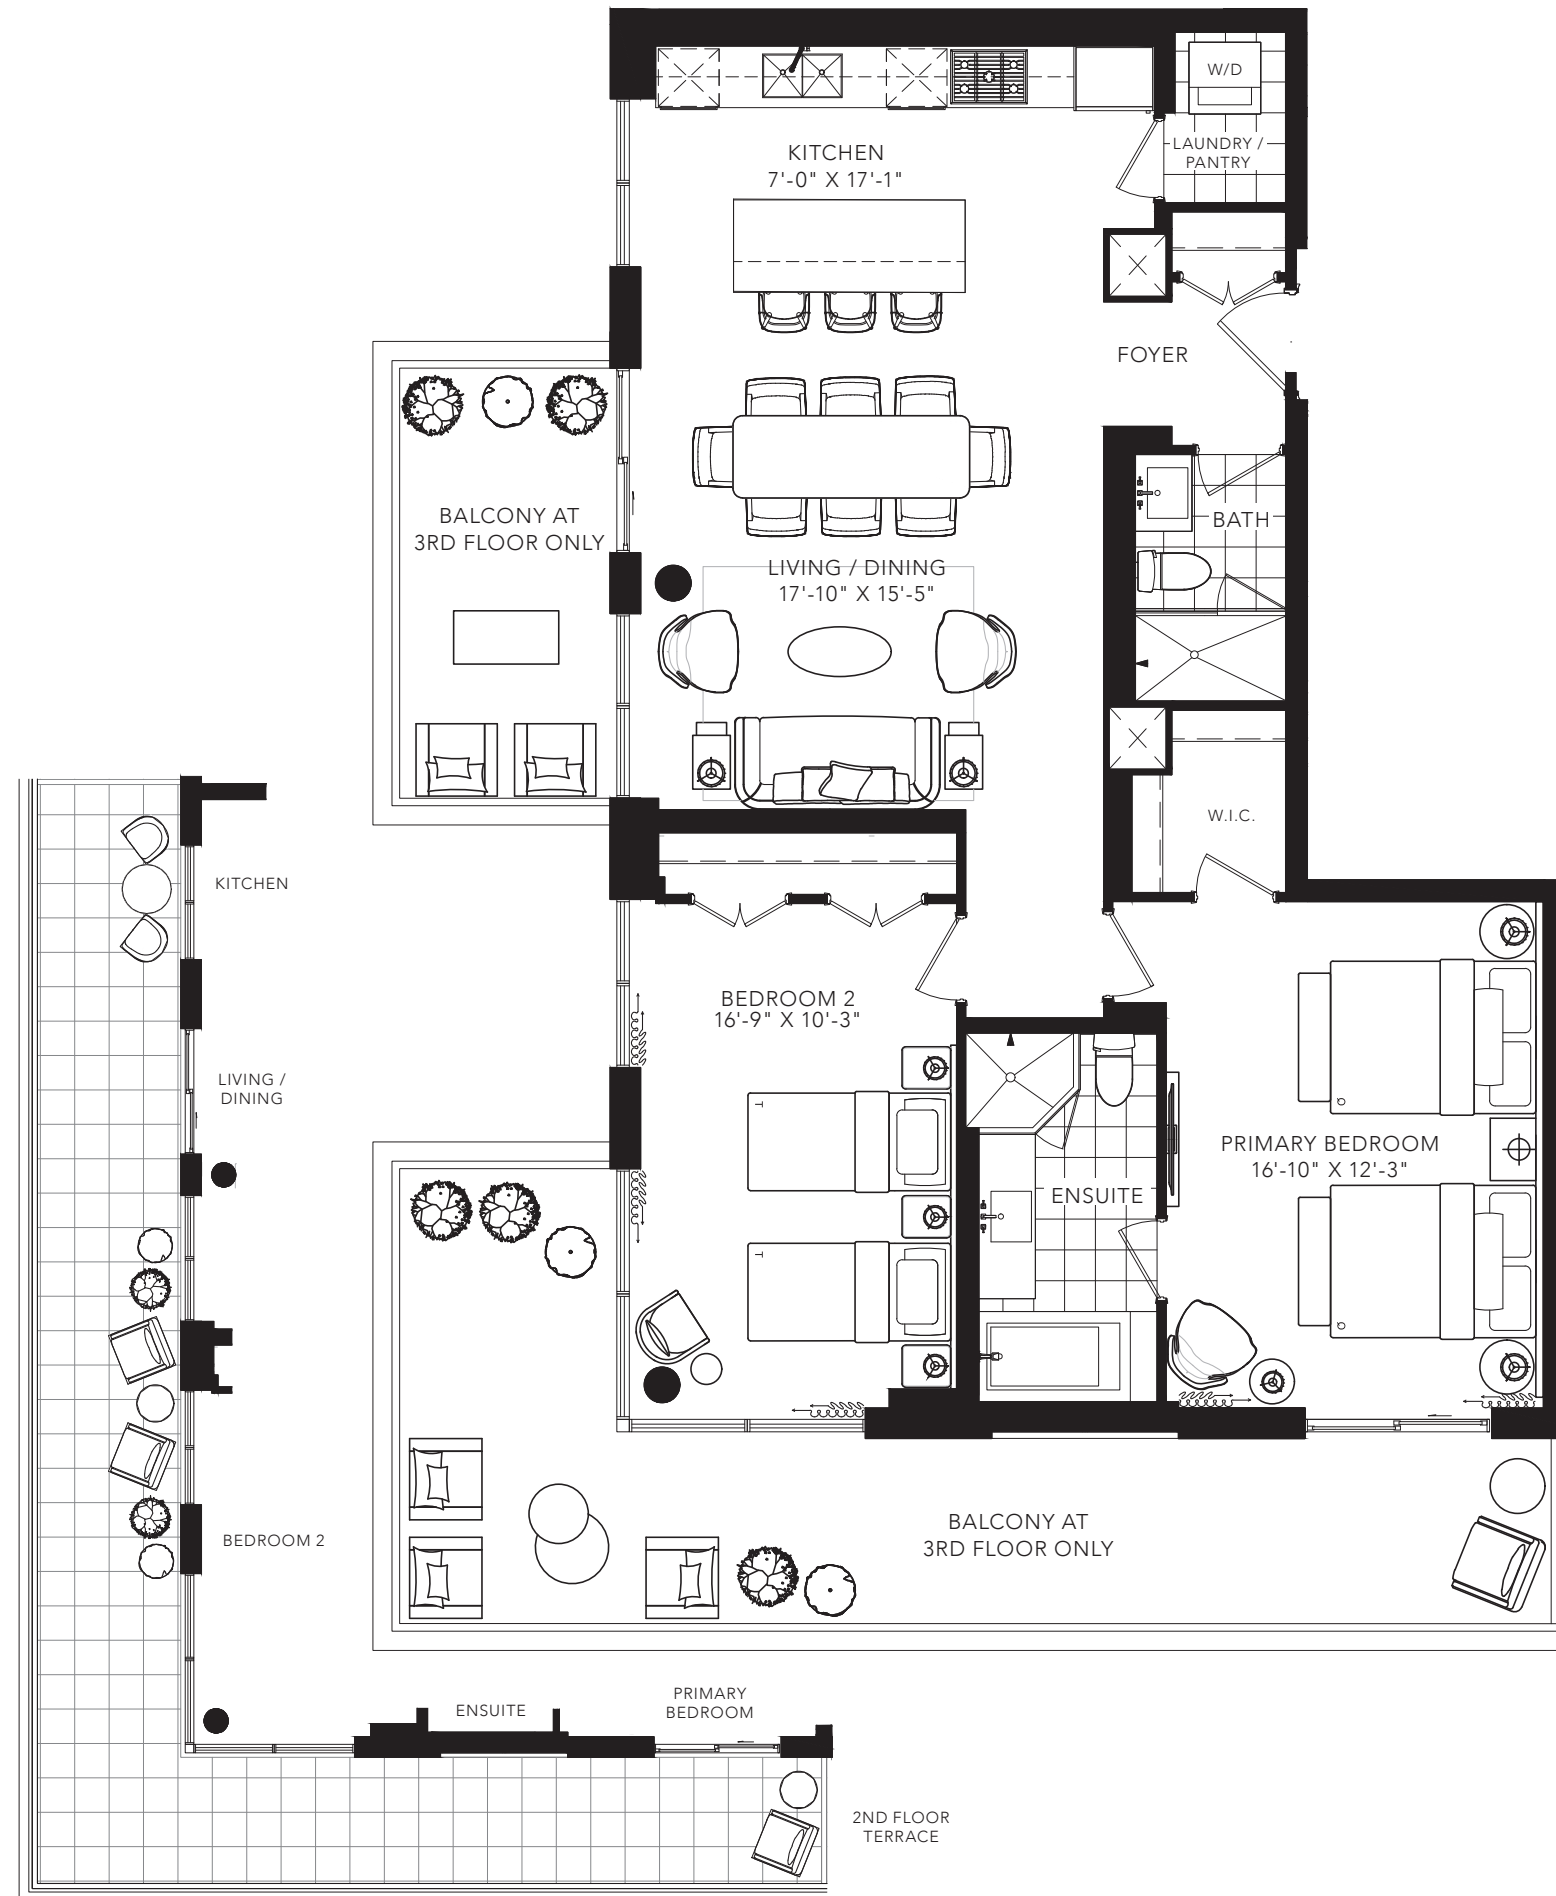 W/D
LAUNDRY /
PANTRY
KITCHEN
7'-0" X 17'-1"
FOYER
BALCONY AT
3RD FLOOR ONLY
BATH
LIVING / DINING
17'-10" X 15'-5"
W.I.C.
KITCHEN
BEDROOM 2
16'-9" X 10'-3"
LIVING /
DINING
PRIMARY BEDROOM
16'-10" X 12'-3"
ENSUITE
BEDROOM 2
BALCONY AT
3RD FLOOR ONLY
ENSUITE
PRIMARY
BEDROOM
2ND FLOOR
TERRACE